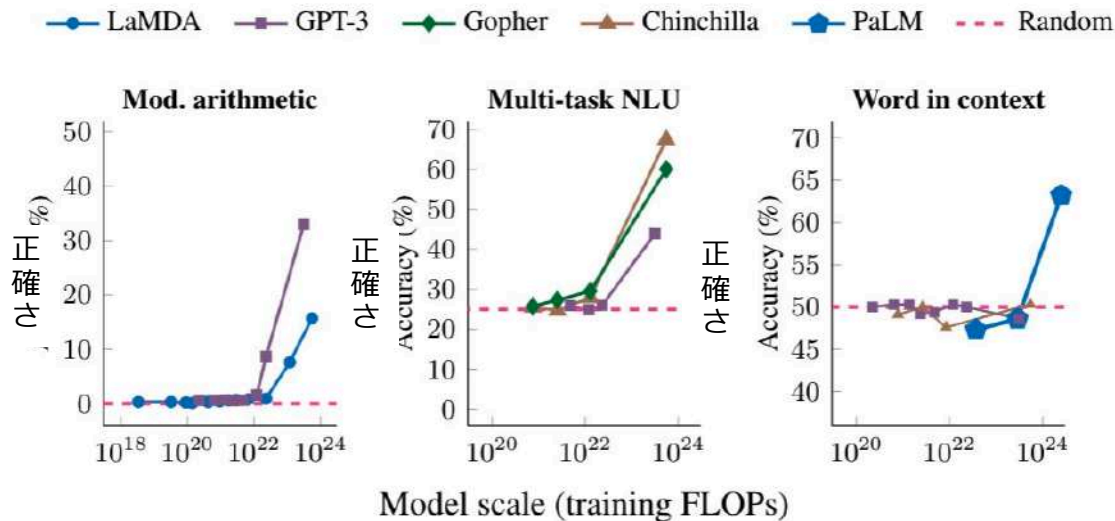 LaMDA GPT-3 Gopher Chinchilla PaLM Random
Mod. arithmetic
正確さ
%)
50
40
30
20
10
0
10^18 10^20 10^22 10^24
Multi-task NLU
正確さ
Accuracy (%)
70
60
50
40
30
20
10
0
10^20 10^22 10^24
Word in context
正確さ
Accuracy (%)
70
65
60
55
50
45
40
10^20 10^22 10^24
Model scale (training FLOPs)